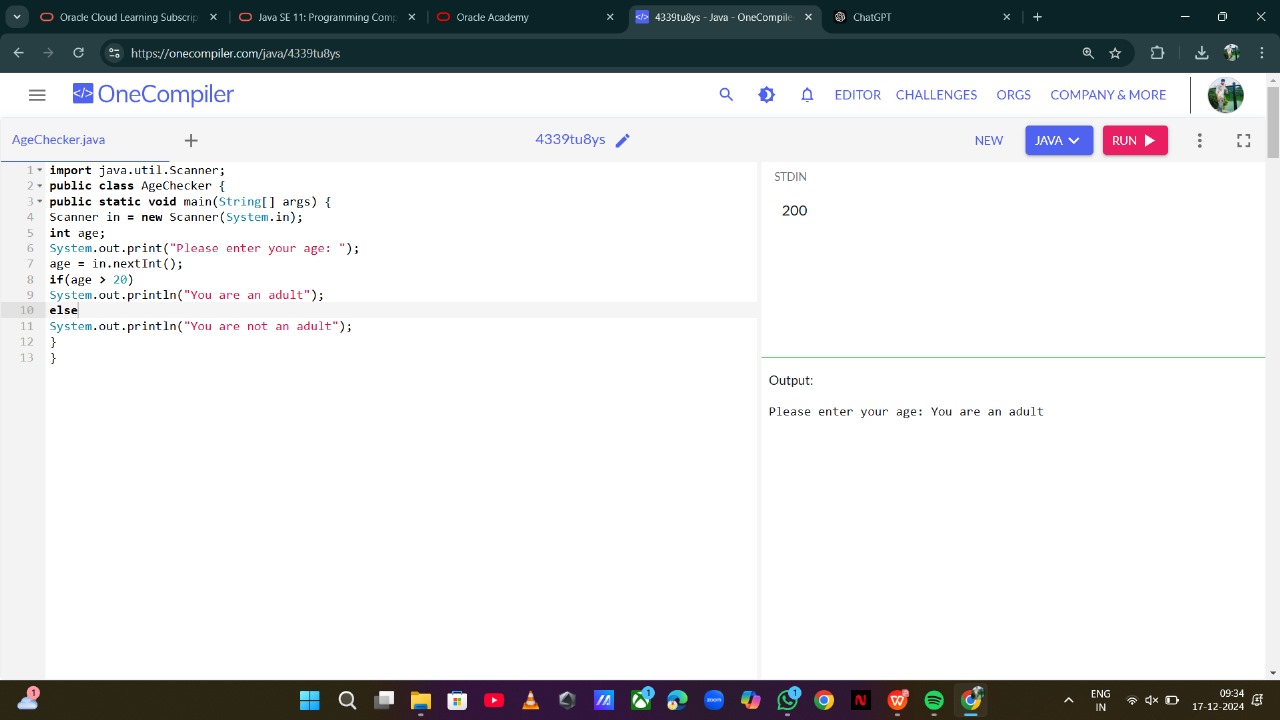 Oracle Cloud Learning Subscrip
Java SE 11: Programming Comp
Oracle Academy
4339tu8ys - Java - OneCompile
ChatGPT
https://onecompiler.com/java/4339tu8ys
</> OneCompiler
EDITOR CHALLENGES ORGS COMPANY & MORE
AgeChecker.java
4339tu8ys
NEW JAVA RUN
1 import java.util.Scanner;
2 public class AgeChecker {
3 public static void main(String[] args) {
4 Scanner in = new Scanner(System.in);
5 int age;
6 System.out.print("Please enter your age: ");
7 age = in.nextInt();
8 if(age > 20)
9 System.out.println("You are an adult");
10 else
11 System.out.println("You are not an adult");
12 }
13 }
STDIN
200
Output:
Please enter your age: You are an adult
1
1
zoom
1
N
W
ENG
IN
09:34
17-12-2024